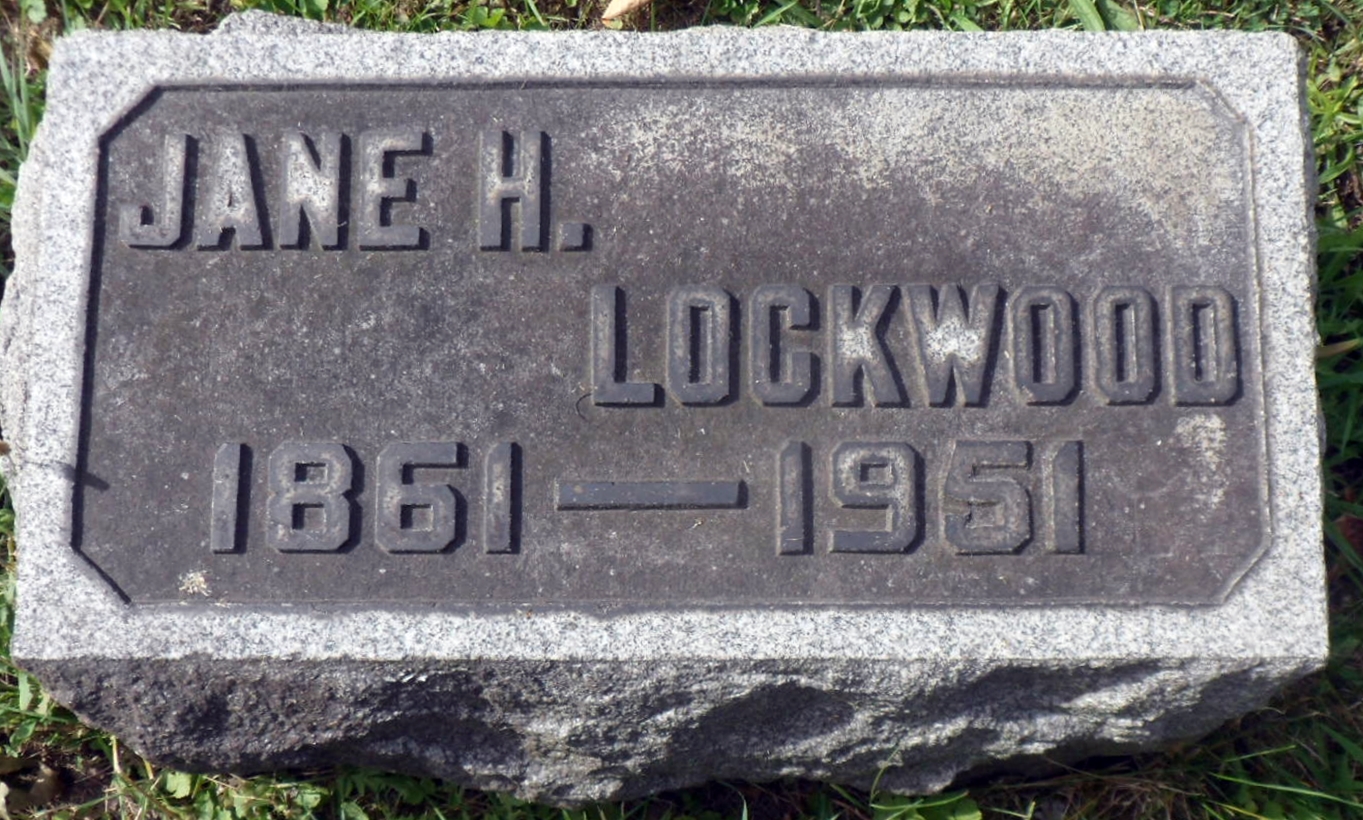 JANE H.
LOCKWOOD
1861 — 1951